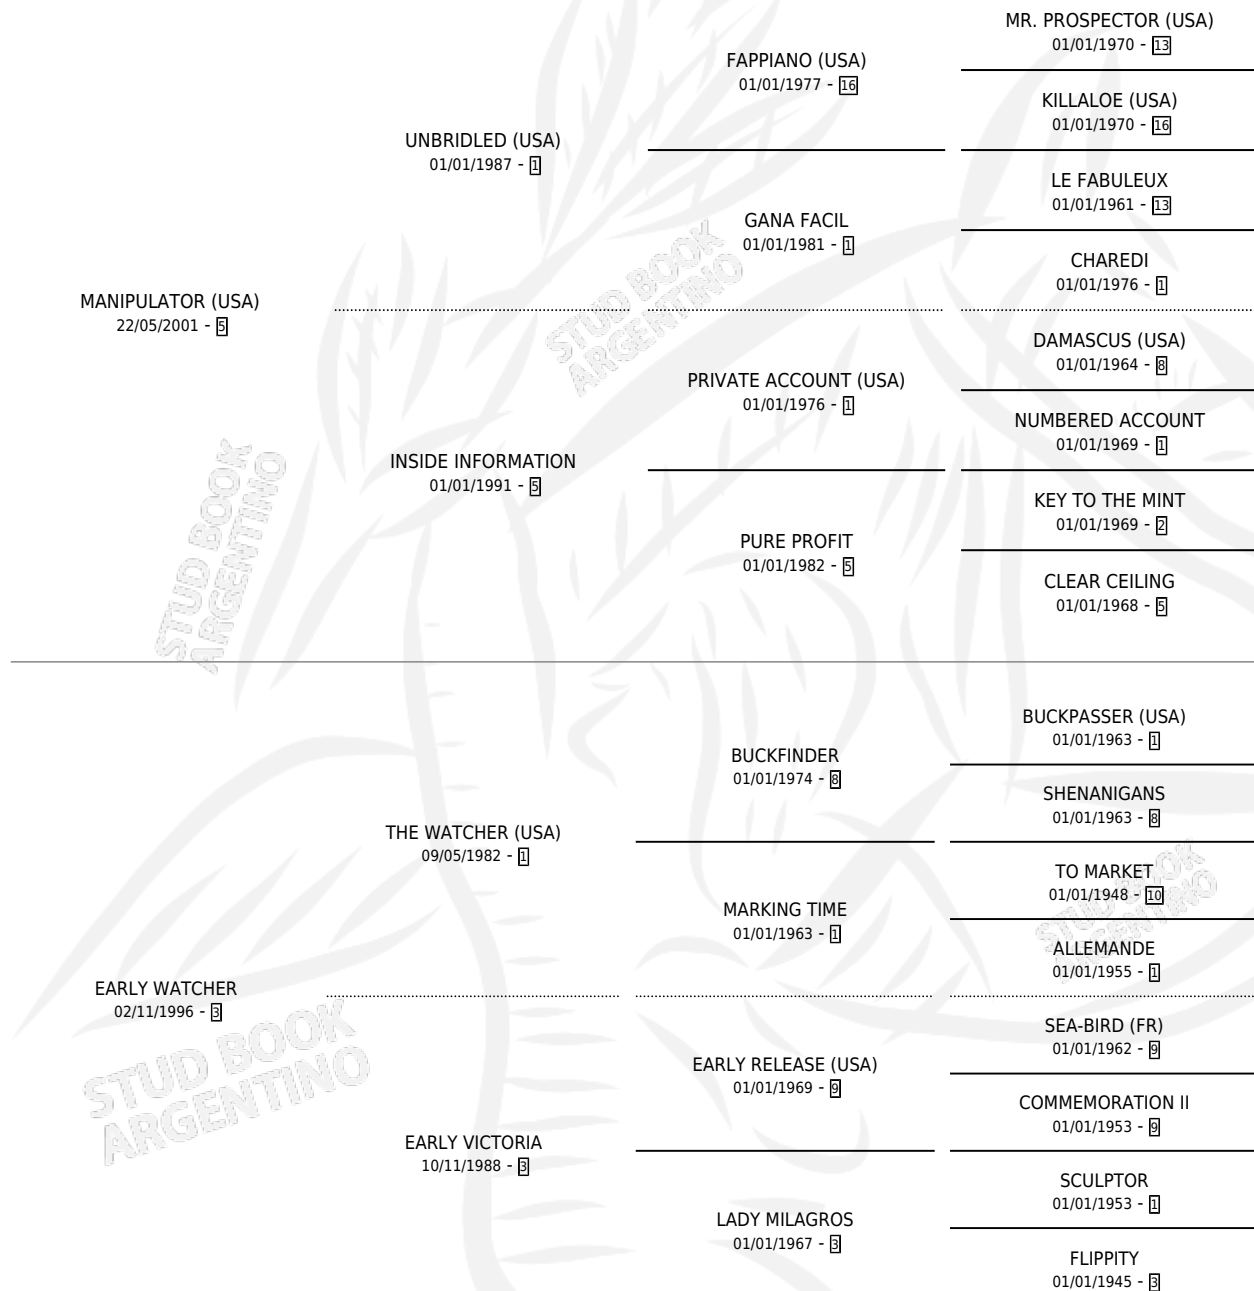 MR. PROSPECTOR (USA)
01/01/1970 - 13
FAPPIANO (USA)
01/01/1977 - 16
KILLALOE (USA)
01/01/1970 - 16
UNBRIDLED (USA)
01/01/1987 - 1
LE FABULEUX
01/01/1961 - 13
GANA FACIL
01/01/1981 - 1
CHAREDI
01/01/1976 - 1
MANIPULATOR (USA)
22/05/2001 - 5
DAMASCUS (USA)
01/01/1964 - 8
PRIVATE ACCOUNT (USA)
01/01/1976 - 1
NUMBERED ACCOUNT
01/01/1969 - 1
INSIDE INFORMATION
01/01/1991 - 5
KEY TO THE MINT
01/01/1969 - 2
PURE PROFIT
01/01/1982 - 5
CLEAR CEILING
01/01/1968 - 5
BUCKPASSER (USA)
01/01/1963 - 1
BUCKFINDER
01/01/1974 - 8
SHENANIGANS
01/01/1963 - 8
THE WATCHER (USA)
09/05/1982 - 1
TO MARKET
01/01/1948 - 10
MARKING TIME
01/01/1963 - 1
ALLEMANDE
01/01/1955 - 1
EARLY WATCHER
02/11/1996 - 3
SEA-BIRD (FR)
01/01/1962 - 9
EARLY RELEASE (USA)
01/01/1969 - 9
COMMEMORATION II
01/01/1953 - 9
EARLY VICTORIA
10/11/1988 - 3
SCULPTOR
01/01/1953 - 1
LADY MILAGROS
01/01/1967 - 3
FLIPPITY
01/01/1945 - 3
STUD BOOK
ARGENTINO
STUD BOOK
ARGENTINO
STUD BOOK
ARGENTINO
STUD BOOK
ARGENTINO